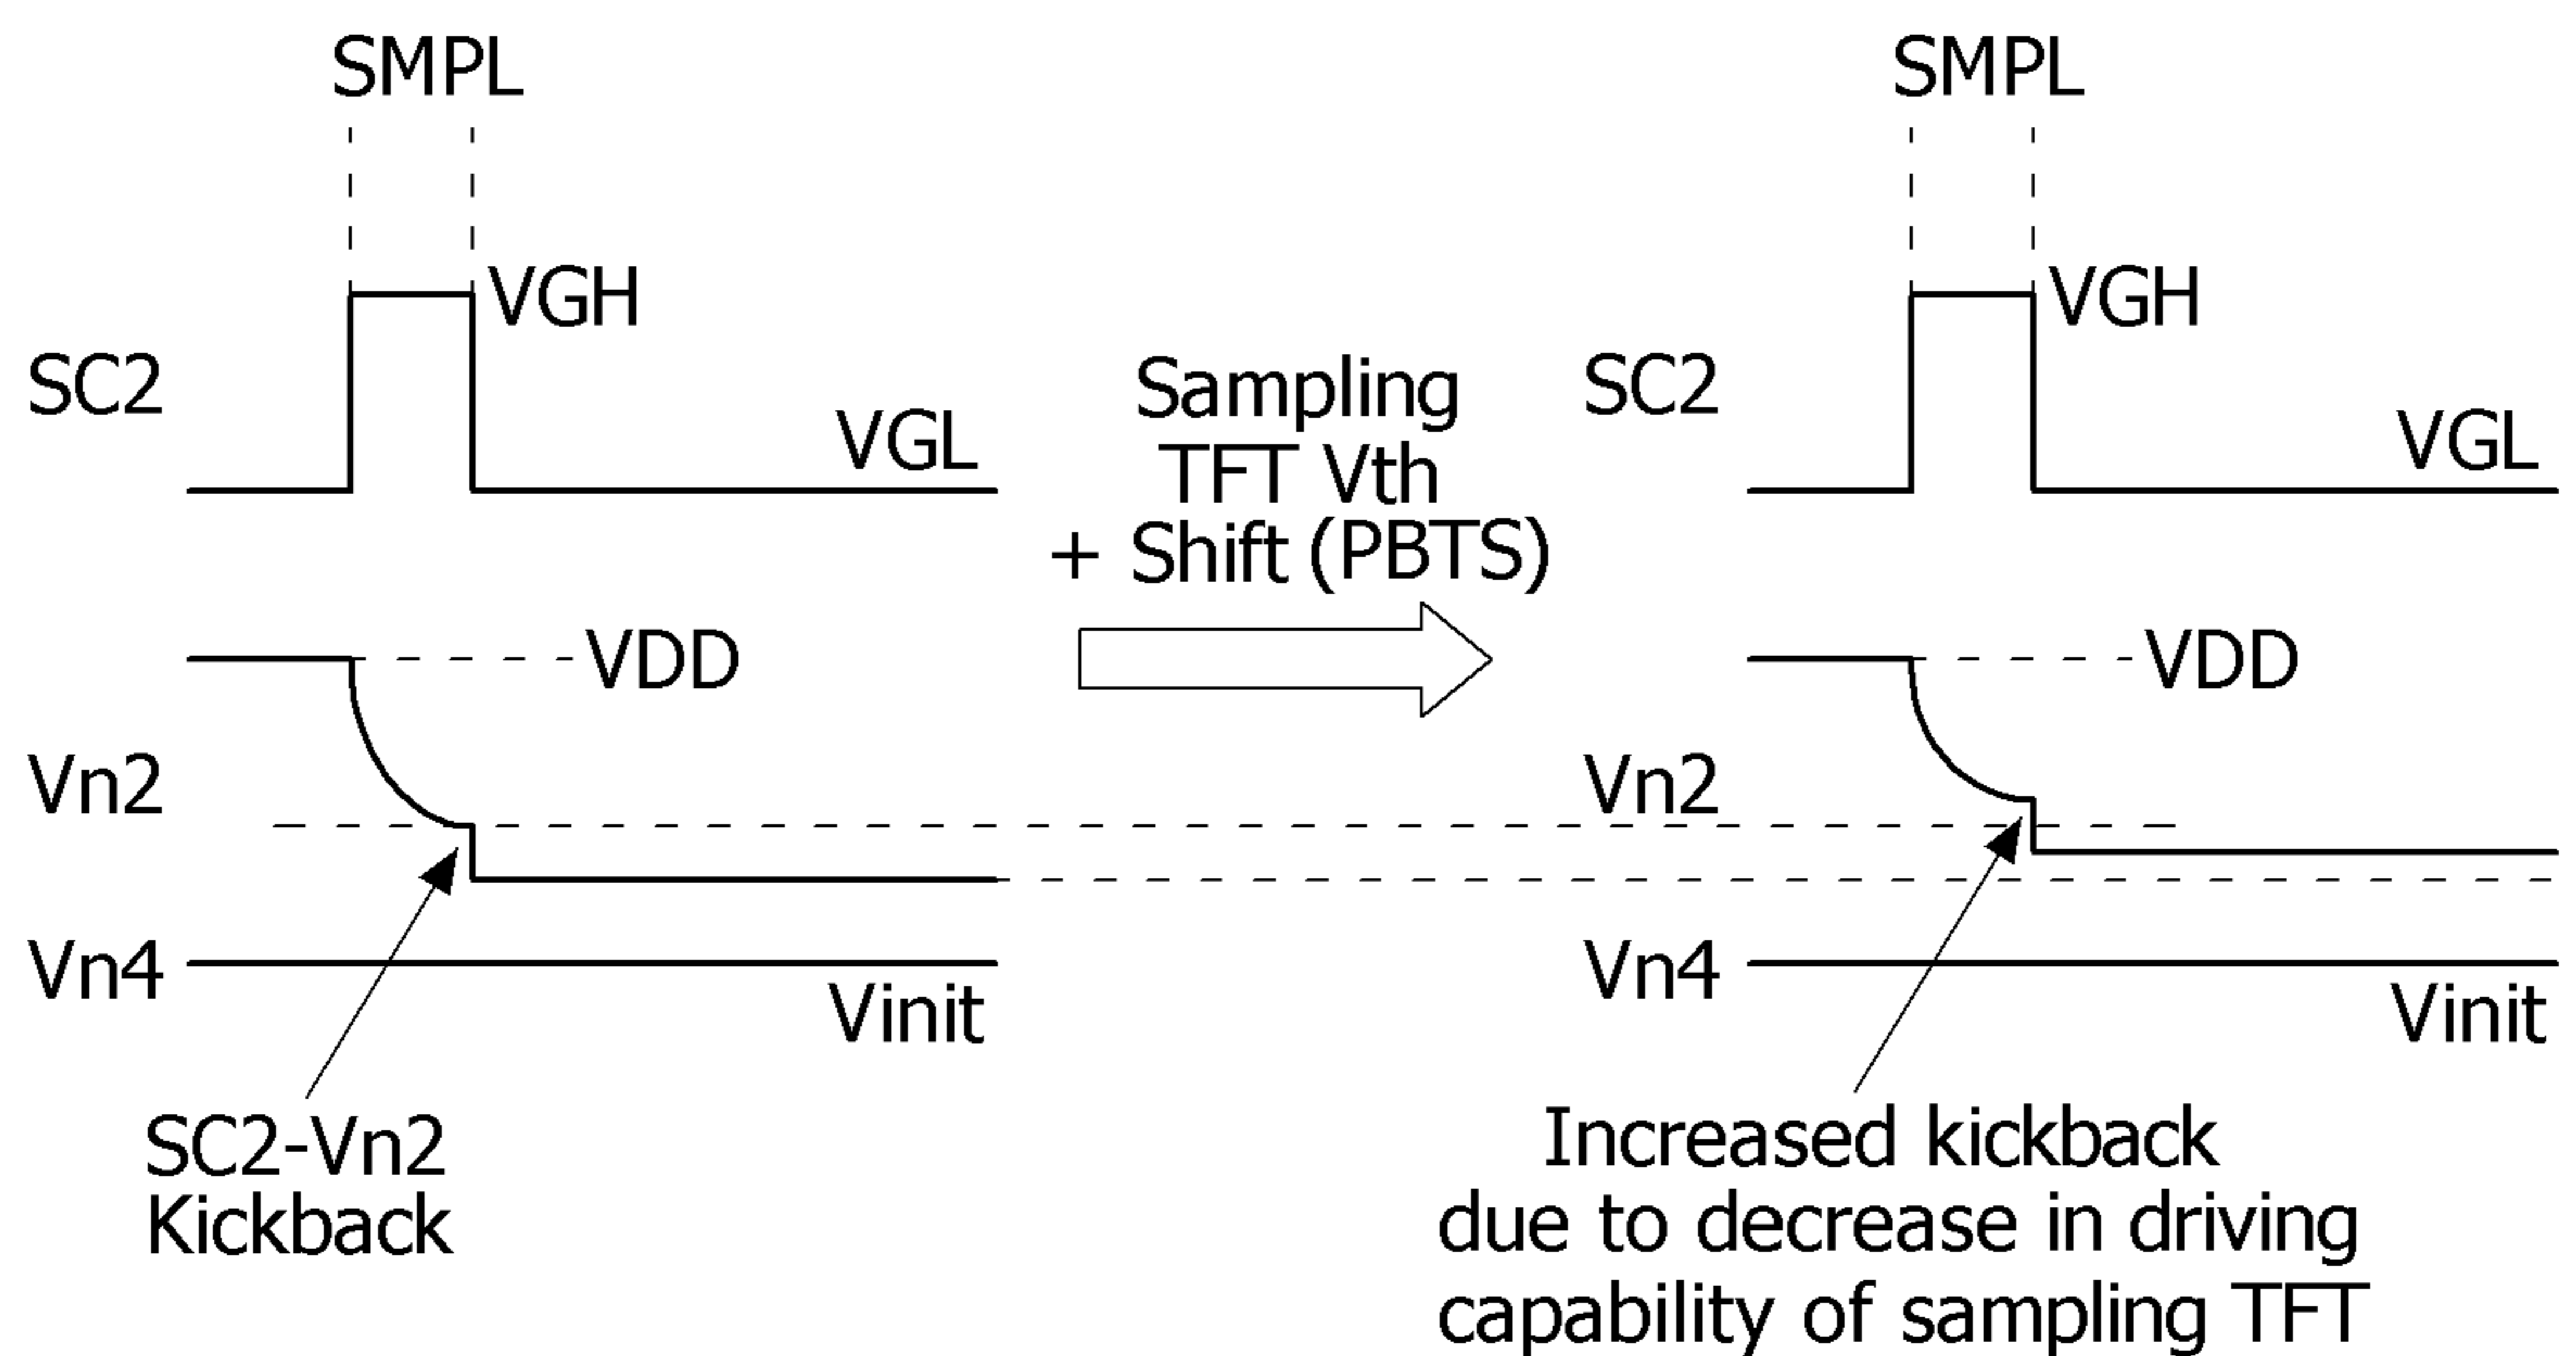 SMPL
VGH
SC2
VGL
VDD
Vn2
Vn4
Vinit
SC2-Vn2
Kickback
Sampling
TFT Vth
+ Shift (PBTS)
SMPL
VGH
SC2
VGL
VDD
Vn2
Vn4
Vinit
Increased kickback
due to decrease in driving
capability of sampling TFT